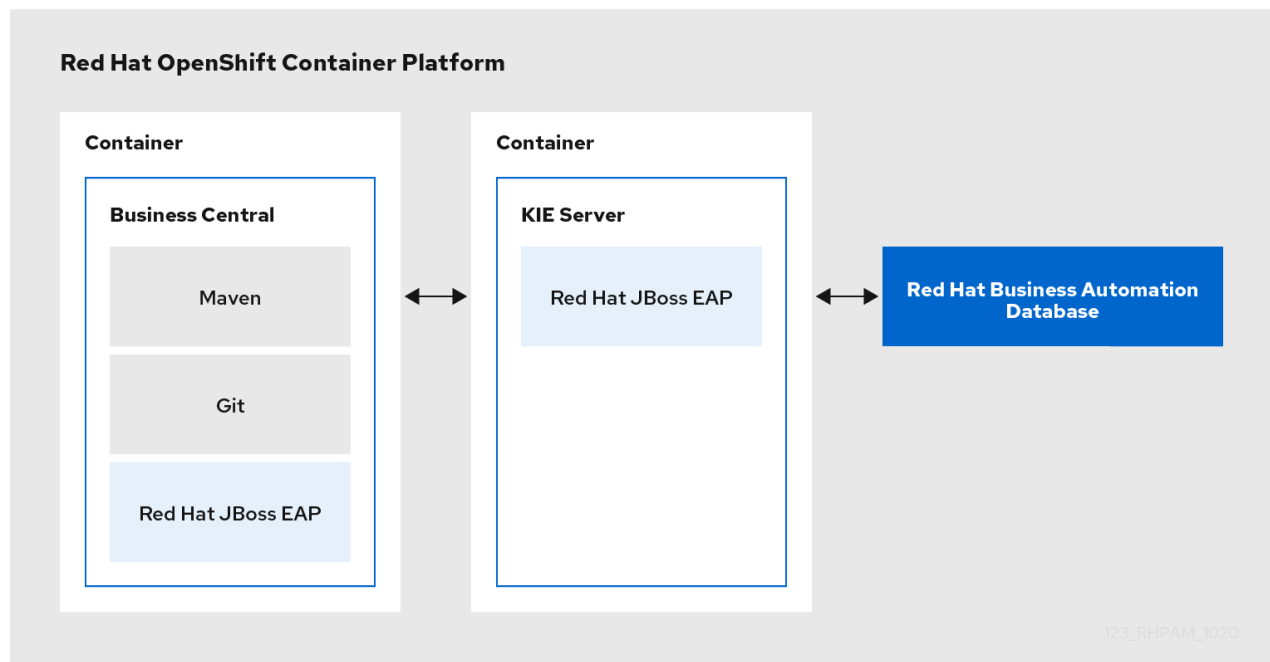 Red Hat OpenShift Container Platform
Container
Business Central
Maven
Git
Red Hat JBoss EAP
Container
KIE Server
Red Hat JBoss EAP
Red Hat Business Automation
Database
123_RHPAM_1020